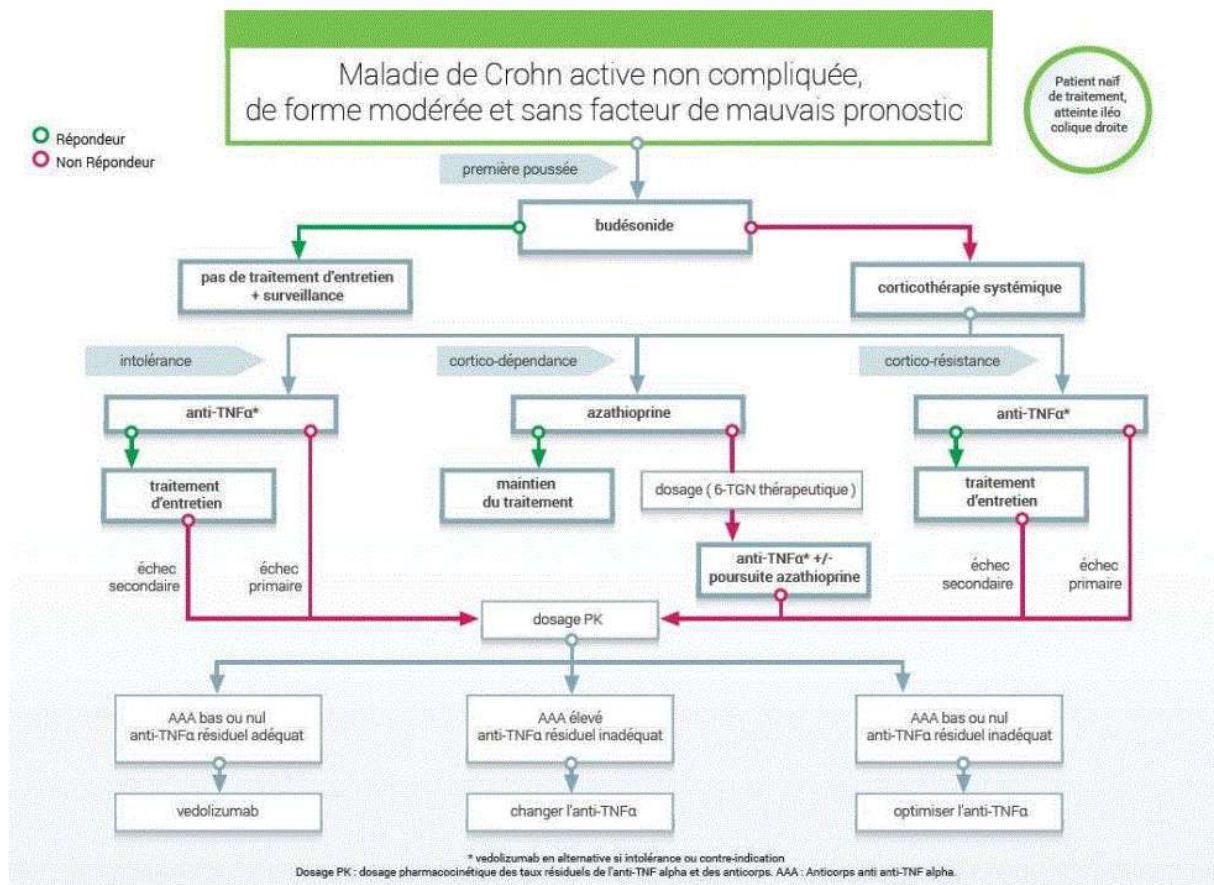 Maladie de Crohn active non compliquée,
de forme modérée et sans facteur de mauvais pronostic
Patient naïf
de traitement,
atteinte iléo
colique droite
Répondeur
Non Répondeur
première poussée
budésonide
pas de traitement d'entretien
+ surveillance
corticothérapie systémique
intolérance
cortico-dépendance
cortico-résistance
anti-TNFα*
azathioprine
anti-TNFα*
traitement
d'entretien
maintien
du traitement
dosage ( 6-TGN thérapeutique )
traitement
d'entretien
anti-TNFα* +/-
poursuite azathioprine
échec
secondaire
échec
primaire
échec
secondaire
échec
primaire
dosage PK
AAA bas ou nul
anti-TNFα résiduel adéquat
AAA élevé
anti-TNFα résiduel inadéquat
AAA bas ou nul
anti-TNFα résiduel inadéquat
vedolizumab
changer l'anti-TNFα
optimiser l'anti-TNFα
* vedolizumab en alternative si intolérance ou contre-indication
Dosage PK : dosage pharmacocinétique des taux résiduels de l'anti-TNF alpha et des anticorps. AAA : Anticorps anti anti-TNF alpha.